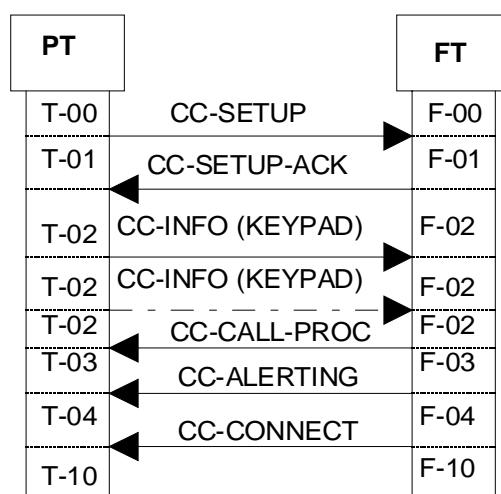 PT FT
T-00 CC-SETUP F-00
T-01 CC-SETUP-ACK F-01
T-02 CC-INFO (KEYPAD) F-02
T-02 CC-INFO (KEYPAD) F-02
T-02 CC-CALL-PROC F-02
T-03 CC-ALERTING F-03
T-04 CC-CONNECT F-04
T-10 F-10